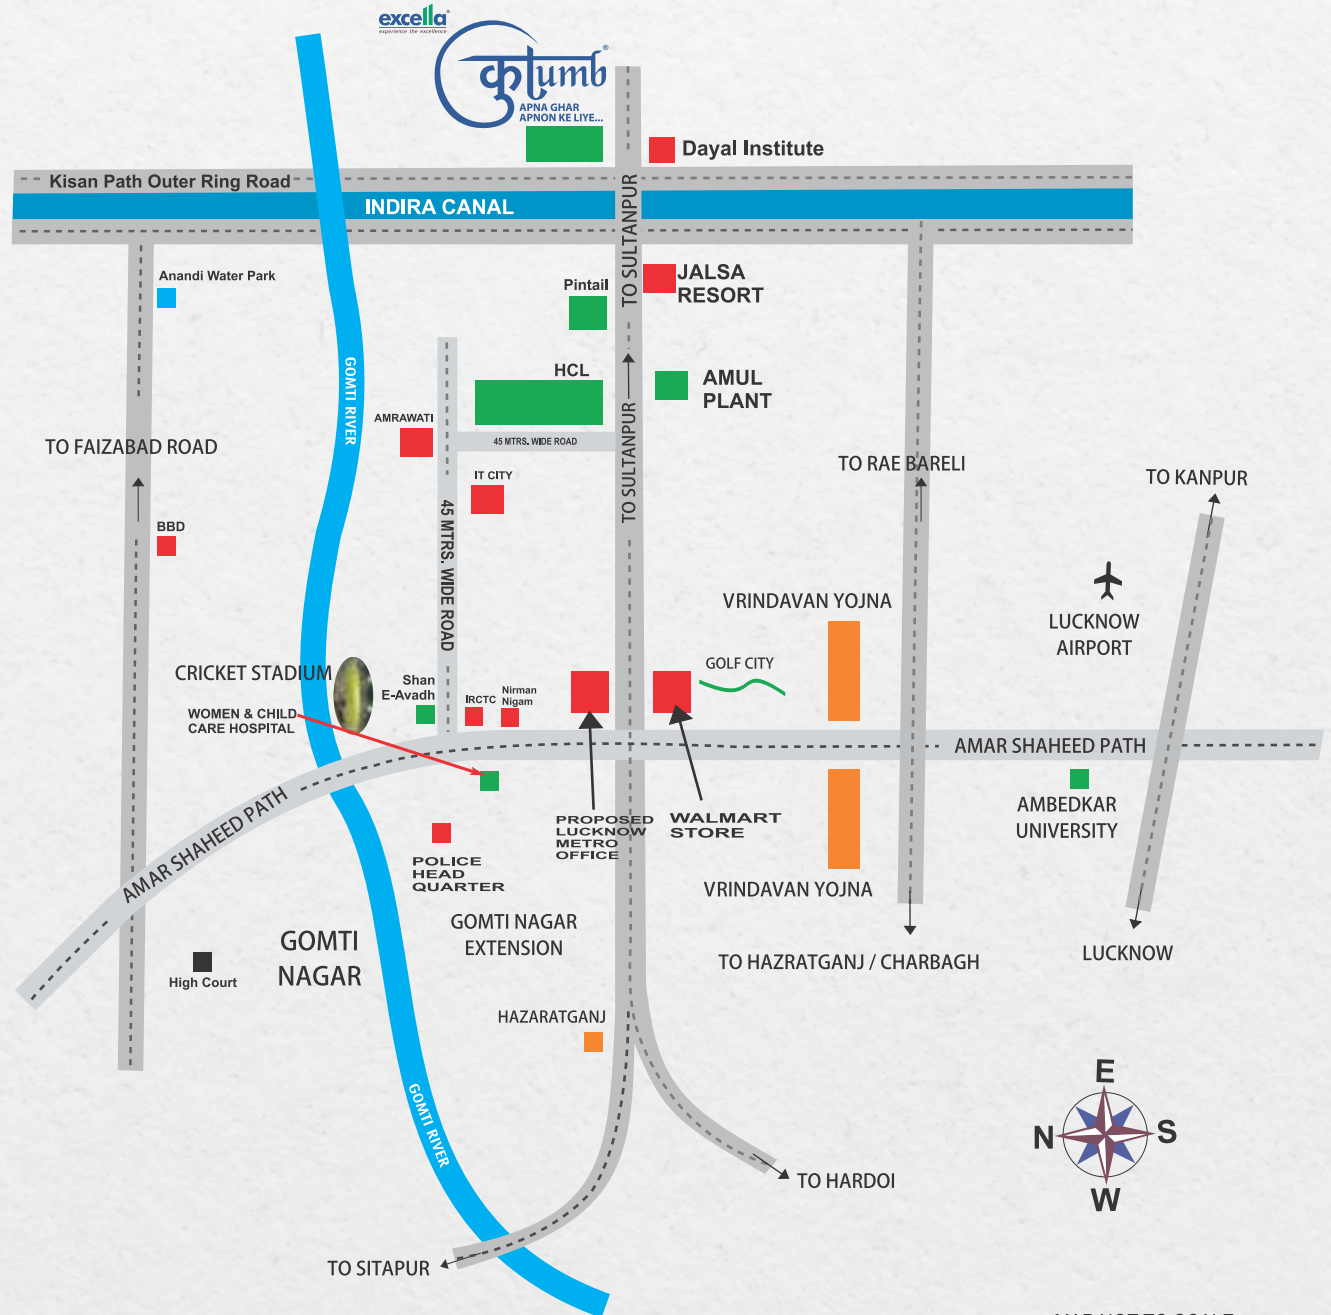 excella®
experience the excellence
कुटुumb®
APNA GHAR
APNON KE LIYE...
Dayal Institute
Kisan Path Outer Ring Road
INDIRA CANAL
TO SULTANPUR
Anandi Water Park
Pintail
JALSA
RESORT
GOMTI RIVER
HCL
AMUL
PLANT
AMRAWATI
45 MTRS. WIDE ROAD
TO SULTANPUR
TO FAIZABAD ROAD
TO RAE BARELI
IT CITY
TO KANPUR
45 MTRS. WIDE ROAD
BBD
VRINDAVAN YOJNA
LUCKNOW
AIRPORT
CRICKET STADIUM
Shan
E-Avadh
IRCTC
Nirman
Nigam
GOLF CITY
WOMEN & CHILD
CARE HOSPITAL
AMAR SHAHEED PATH
AMAR SHAHEED PATH
PROPOSED
LUCKNOW
METRO
OFFICE
WALMART
STORE
AMBEDKAR
UNIVERSITY
POLICE
HEAD
QUARTER
VRINDAVAN YOJNA
GOMTI
NAGAR
GOMTI NAGAR
EXTENSION
High Court
TO HAZRATGANJ / CHARBAGH
LUCKNOW
HAZARATGANJ
GOMTI RIVER
E
N
S
W
TO HARDOI
TO SITAPUR